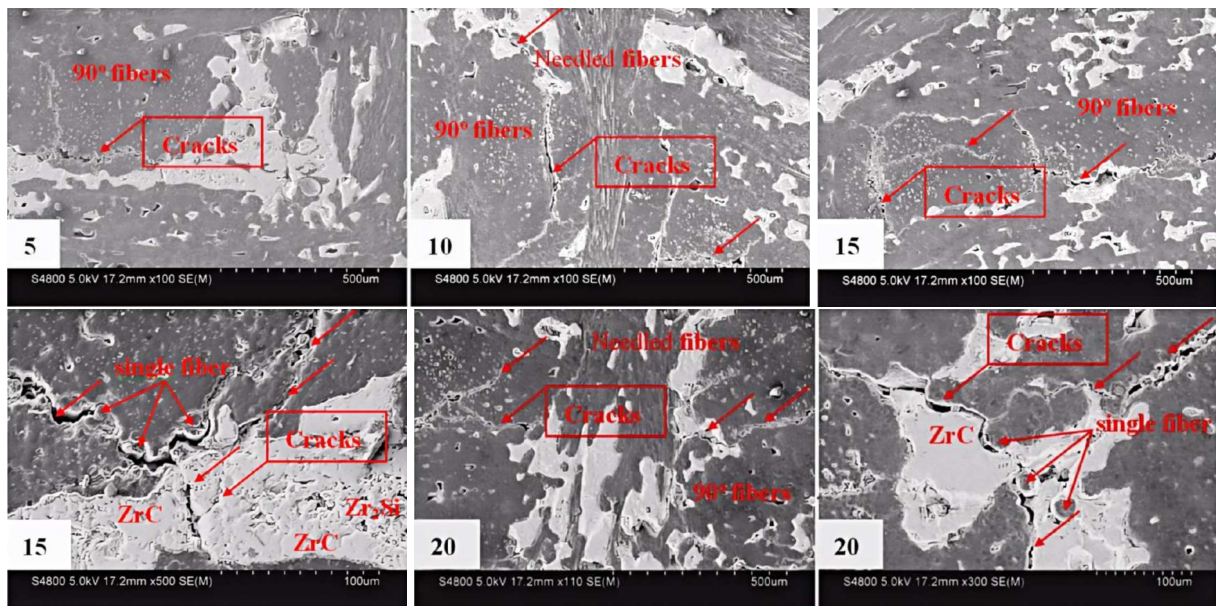 90° fibers
Cracks
5
S4800 5.0kV 17.2mm x100 SE(M)
500um
Needled fibers
90° fibers
Cracks
10
S4800 5.0kV 17.2mm x100 SE(M)
500um
90° fibers
Cracks
15
S4800 5.0kV 17.2mm x100 SE(M)
500um
single fiber
Cracks
ZrC
Zr₂Si
ZrC
15
S4800 5.0kV 17.2mm x500 SE(M)
100um
Needled fibers
Cracks
90° fibers
20
S4800 5.0kV 17.2mm x110 SE(M)
500um
Cracks
ZrC
single fiber
20
S4800 5.0kV 17.2mm x300 SE(M)
100um